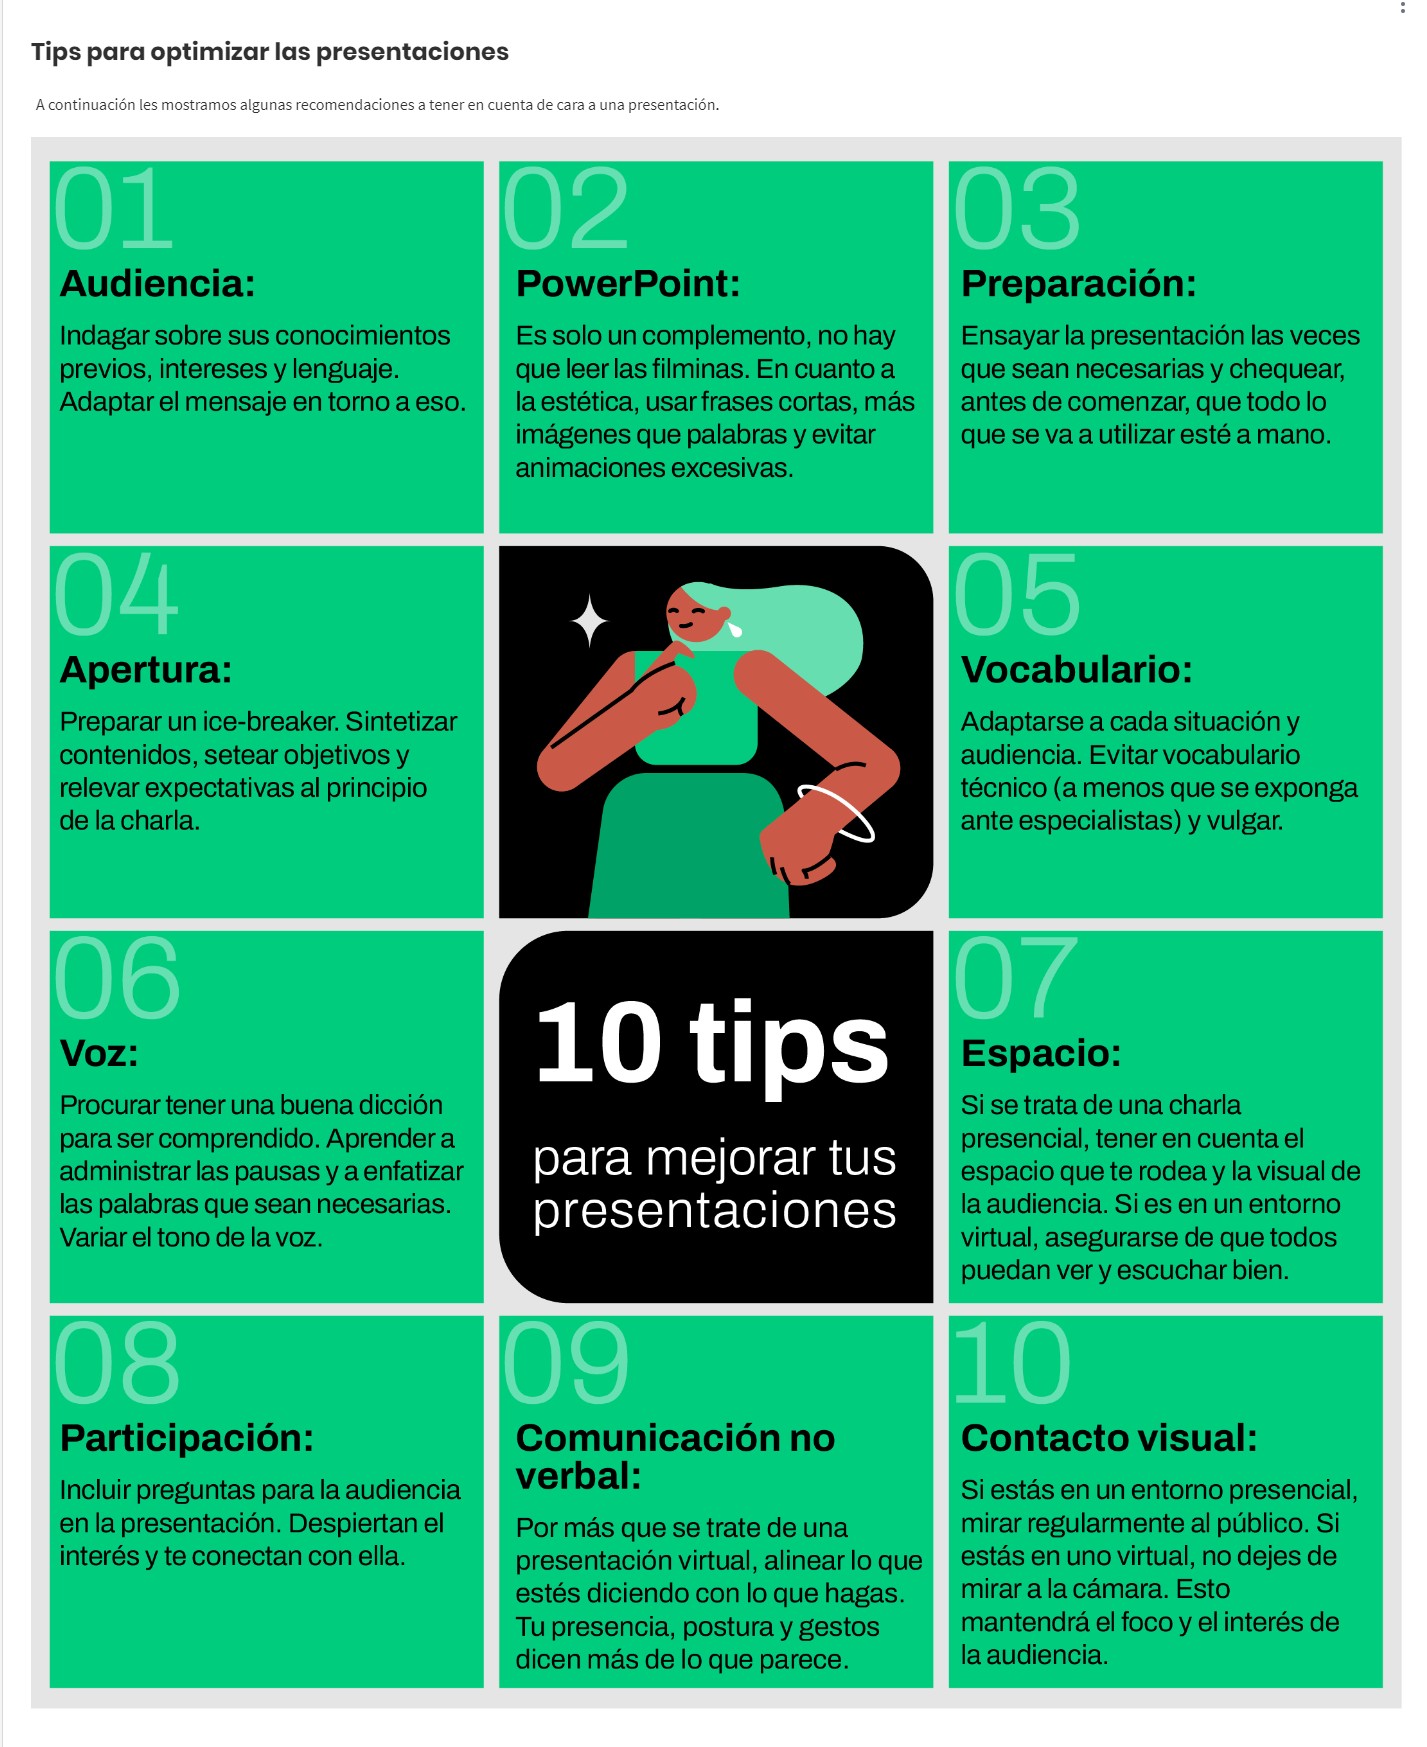 Tips para optimizar las presentaciones
A continuación les mostramos algunas recomendaciones a tener en cuenta de cara a una presentación.
01
Audiencia:
Indagar sobre sus conocimientos
previos, intereses y lenguaje.
Adaptar el mensaje en torno a eso.
02
PowerPoint:
Es solo un complemento, no hay
que leer las filminas. En cuanto a
la estética, usar frases cortas, más
imágenes que palabras y evitar
animaciones excesivas.
03
Preparación:
Ensayar la presentación las veces
que sean necesarias y chequear,
antes de comenzar, que todo lo
que se va a utilizar esté a mano.
04
Apertura:
Preparar un ice-breaker. Sintetizar
contenidos, setear objetivos y
relevar expectativas al principio
de la charla.
05
Vocabulario:
Adaptarse a cada situación y
audiencia. Evitar vocabulario
técnico (a menos que se exponga
ante especialistas) y vulgar.
06
Voz:
Procurar tener una buena dicción
para ser comprendido. Aprender a
administrar las pausas y a enfatizar
las palabras que sean necesarias.
Variar el tono de la voz.
10 tips
para mejorar tus
presentaciones
07
Espacio:
Si se trata de una charla
presencial, tener en cuenta el
espacio que te rodea y la visual de
la audiencia. Si es en un entorno
virtual, asegurarse de que todos
puedan ver y escuchar bien.
08
Participación:
Incluir preguntas para la audiencia
en la presentación. Despiertan el
interés y te conectan con ella.
09
Comunicación no
verbal:
Por más que se trate de una
presentación virtual, alinear lo que
estés diciendo con lo que hagas.
Tu presencia, postura y gestos
dicen más de lo que parece.
10
Contacto visual:
Si estás en un entorno presencial,
mirar regularmente al público. Si
estás en uno virtual, no dejes de
mirar a la cámara. Esto
mantendrá el foco y el interés de
la audiencia.